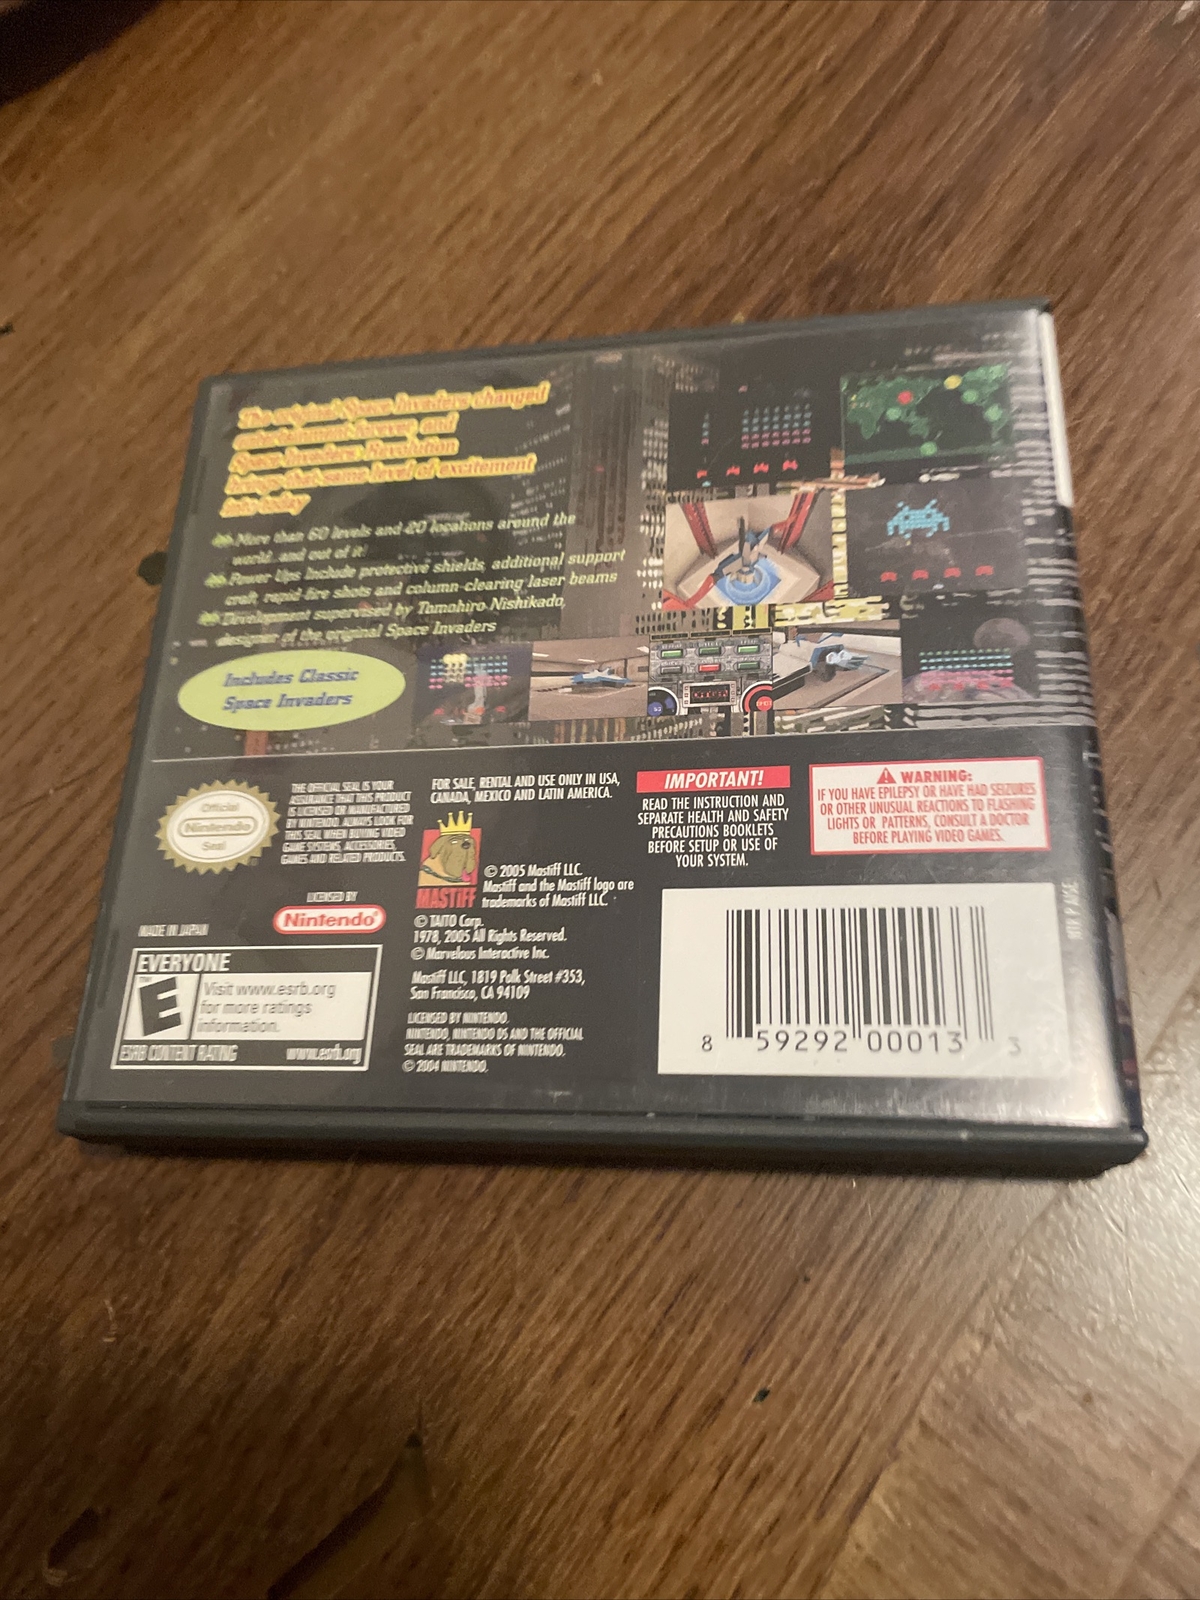 The original Space Invaders changed
entertainment forever, and
Space Invaders Revolution
brings that same level of excitement
into today
More than 60 levels and 20 locations around the
world, and out of it!
Power Ups include protective shields, additional support
craft, rapid-fire shots and column-clearing laser beams
Development supervised by Tomohiro Nishikado,
designer of the original Space Invaders
Includes Classic
Space Invaders
Official
Nintendo
Seal
THE OFFICIAL SEAL IS YOUR
ASSURANCE THAT THIS PRODUCT
IS LICENSED OR MANUFACTURED
BY NINTENDO. ALWAYS LOOK FOR
THIS SEAL WHEN BUYING VIDEO
GAME SYSTEMS, ACCESSORIES,
GAMES AND RELATED PRODUCTS.
LICENSED BY
Nintendo®
MADE IN JAPAN
EVERYONE
E
Visit www.esrb.org
for more ratings
information.
ESRB CONTENT RATING www.esrb.org
FOR SALE, RENTAL AND USE ONLY IN USA,
CANADA, MEXICO AND LATIN AMERICA.
MASTIFF
© 2005 Mastiff LLC.
Mastiff and the Mastiff logo are
trademarks of Mastiff LLC.
© TAITO Corp.
1978, 2005 All Rights Reserved.
© Marvelous Interactive Inc.
Mastiff LLC, 1819 Polk Street #353,
San Francisco, CA 94109
LICENSED BY NINTENDO.
NINTENDO, NINTENDO DS AND THE OFFICIAL
SEAL ARE TRADEMARKS OF NINTENDO.
© 2004 NINTENDO.
IMPORTANT!
READ THE INSTRUCTION AND
SEPARATE HEALTH AND SAFETY
PRECAUTIONS BOOKLETS
BEFORE SETUP OR USE OF
YOUR SYSTEM.
WARNING:
IF YOU HAVE EPILEPSY OR HAVE HAD SEIZURES
OR OTHER UNUSUAL REACTIONS TO FLASHING
LIGHTS OR PATTERNS, CONSULT A DOCTOR
BEFORE PLAYING VIDEO GAMES.
8 59292 00013 3